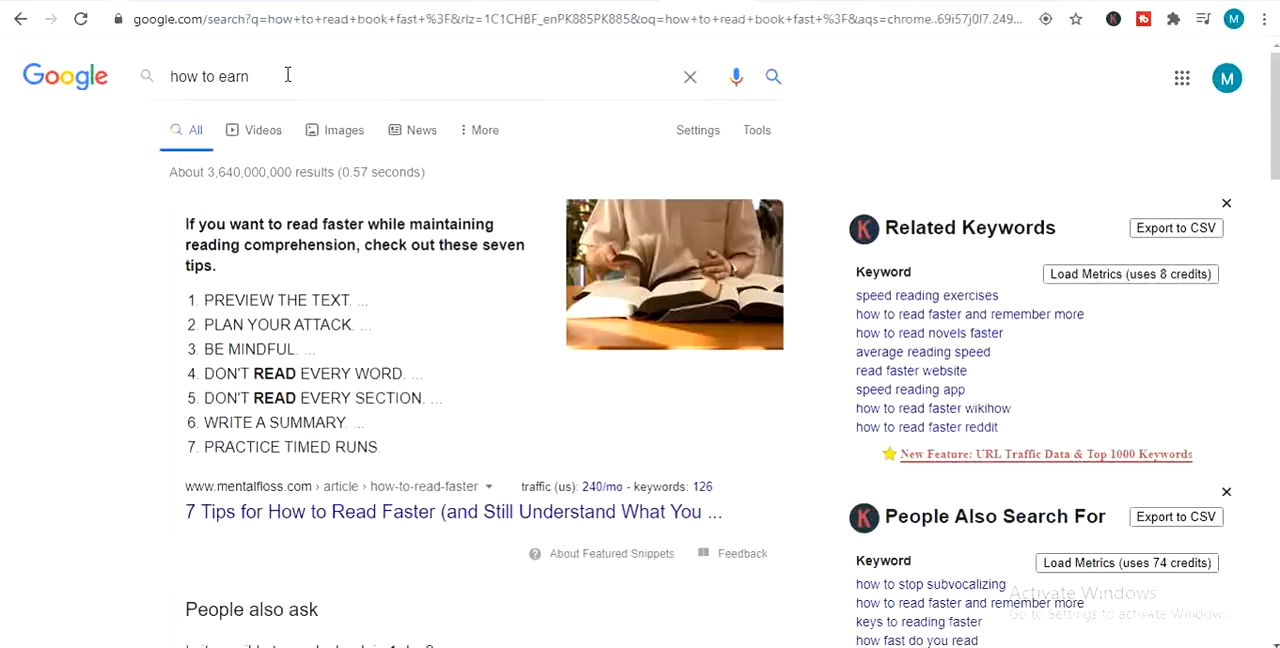 google.com/search?q=how+to+read+book+fast+%3F&rlz=1C1CHBF_enPK885PK885&oq=how+to+read+book+fast+%3F&aqs=chrome..69i57j0l7.249...
M
Google
how to earn
M
All
Videos
Images
News
More
Settings
Tools
About 3,640,000,000 results (0.57 seconds)
If you want to read faster while maintaining
reading comprehension, check out these seven
tips.
1. PREVIEW THE TEXT. ...
2. PLAN YOUR ATTACK. ...
3. BE MINDFUL. ...
4. DON'T READ EVERY WORD. ...
5. DON'T READ EVERY SECTION. ...
6. WRITE A SUMMARY. ...
7. PRACTICE TIMED RUNS.
www.mentalfloss.com › article › how-to-read-faster
traffic (us): 240/mo - keywords: 126
7 Tips for How to Read Faster (and Still Understand What You ...
About Featured Snippets
Feedback
People also ask
K
Related Keywords
Export to CSV
Keyword
Load Metrics (uses 8 credits)
speed reading exercises
how to read faster and remember more
how to read novels faster
average reading speed
read faster website
speed reading app
how to read faster wikihow
how to read faster reddit
New Feature: URL Traffic Data & Top 1000 Keywords
K
People Also Search For
Export to CSV
Keyword
Load Metrics (uses 74 credits)
how to stop subvocalizing
how to read faster and remember more
keys to reading faster
how fast do you read
Activate Windows
Go to Settings to activate Windows.